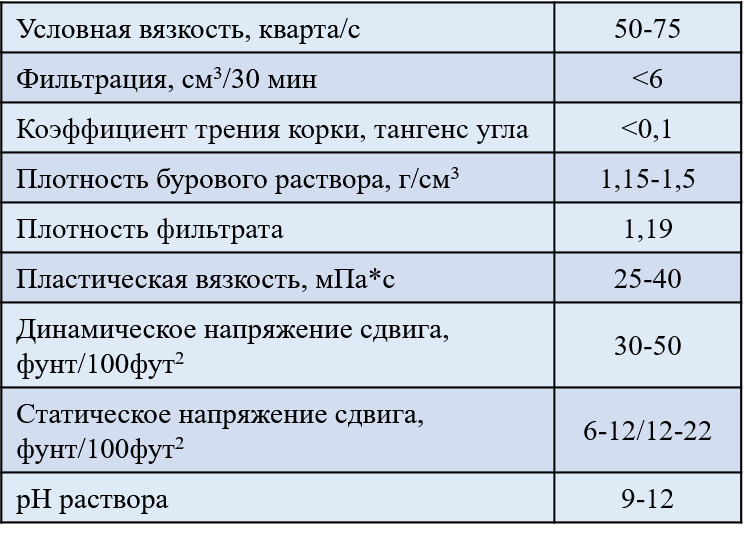 Условная вязкость, кварта/с 50-75
Фильтрация, см³/30 мин <6
Коэффициент трения корки, тангенс угла <0,1
Плотность бурового раствора, г/см³ 1,15-1,5
Плотность фильтрата 1,19
Пластическая вязкость, мПа*с 25-40
Динамическое напряжение сдвига,
фунт/100фут² 30-50
Статическое напряжение сдвига,
фунт/100фут² 6-12/12-22
рН раствора 9-12